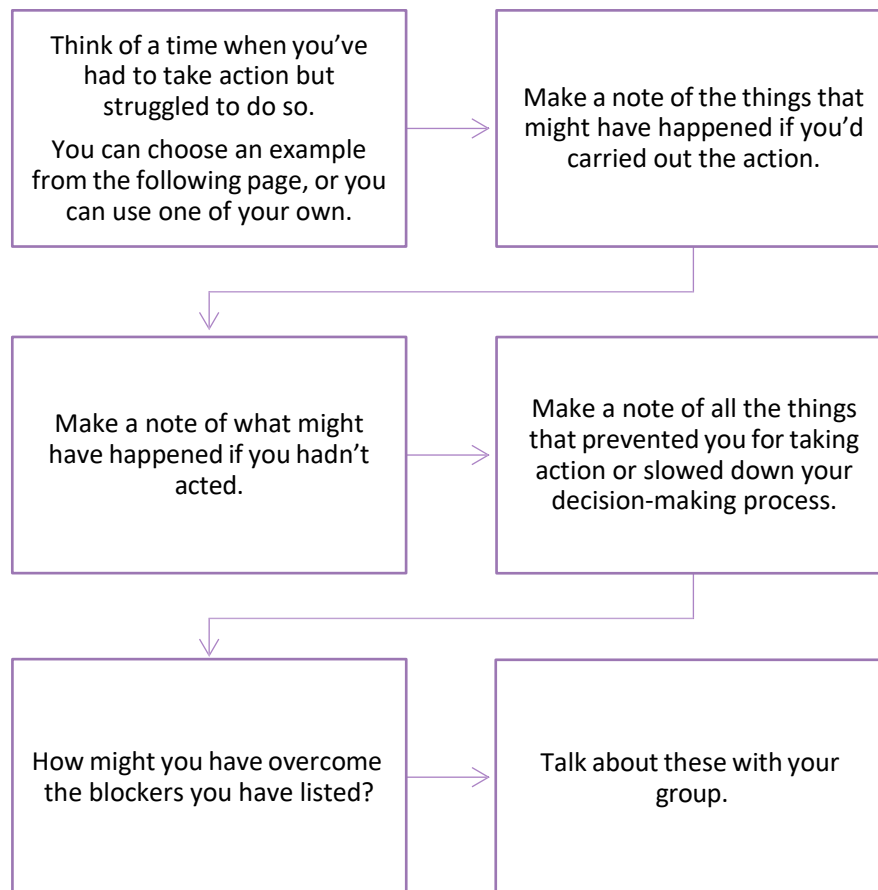 Think of a time when you’ve
had to take action but
struggled to do so.
You can choose an example
from the following page, or you
can use one of your own.
Make a note of the things that
might have happened if you’d
carried out the action.
Make a note of what might
have happened if you hadn’t
acted.
Make a note of all the things
that prevented you for taking
action or slowed down your
decision-making process.
How might you have overcome
the blockers you have listed?
Talk about these with your
group.